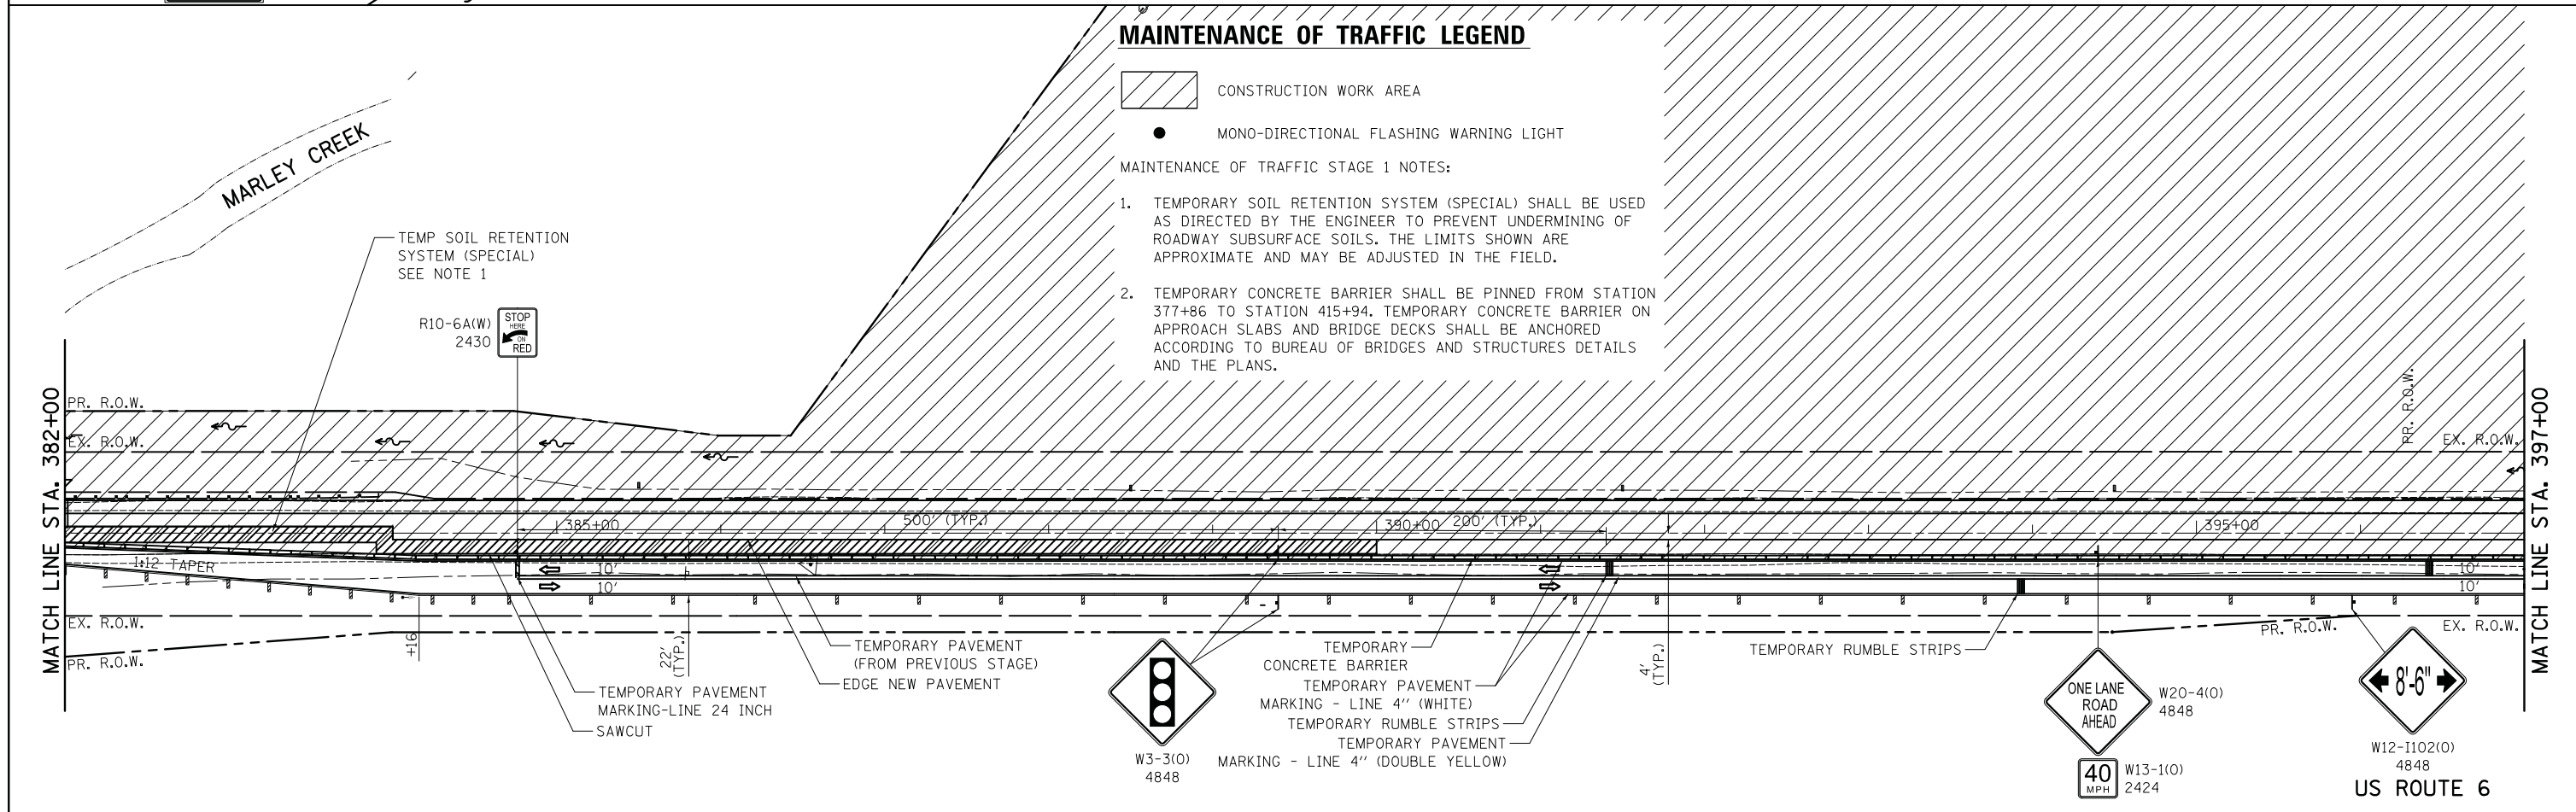 MAINTENANCE OF TRAFFIC LEGEND
CONSTRUCTION WORK AREA
MONO-DIRECTIONAL FLASHING WARNING LIGHT
MAINTENANCE OF TRAFFIC STAGE 1 NOTES:
1. TEMPORARY SOIL RETENTION SYSTEM (SPECIAL) SHALL BE USED
AS DIRECTED BY THE ENGINEER TO PREVENT UNDERMINING OF
ROADWAY SUBSURFACE SOILS. THE LIMITS SHOWN ARE
APPROXIMATE AND MAY BE ADJUSTED IN THE FIELD.
2. TEMPORARY CONCRETE BARRIER SHALL BE PINNED FROM STATION
377+86 TO STATION 415+94. TEMPORARY CONCRETE BARRIER ON
APPROACH SLABS AND BRIDGE DECKS SHALL BE ANCHORED
ACCORDING TO BUREAU OF BRIDGES AND STRUCTURES DETAILS
AND THE PLANS.
MARLEY CREEK
TEMP SOIL RETENTION
SYSTEM (SPECIAL)
SEE NOTE 1
R10-6A(W)
2430
STOP
HERE
ON
RED
MATCH LINE STA. 382+00
PR. R.O.W.
EX. R.O.W.
PR. R.O.W.
EX. R.O.W.
MATCH LINE STA. 397+00
385+00
500' (TYP.)
390+00
200' (TYP.)
395+00
1:12 TAPER
10'
10'
10'
10'
EX. R.O.W.
PR. R.O.W.
+16
22'
(TYP.)
4'
(TYP.)
PR. R.O.W.
EX. R.O.W.
TEMPORARY PAVEMENT
(FROM PREVIOUS STAGE)
EDGE NEW PAVEMENT
TEMPORARY PAVEMENT
MARKING-LINE 24 INCH
SAWCUT
W3-3(O)
4848
TEMPORARY
CONCRETE BARRIER
TEMPORARY PAVEMENT
MARKING - LINE 4'' (WHITE)
TEMPORARY RUMBLE STRIPS
TEMPORARY PAVEMENT
MARKING - LINE 4'' (DOUBLE YELLOW)
TEMPORARY RUMBLE STRIPS
ONE LANE
ROAD
AHEAD
W20-4(O)
4848
40
MPH
W13-1(O)
2424
8'-6"
W12-I102(O)
4848
US ROUTE 6